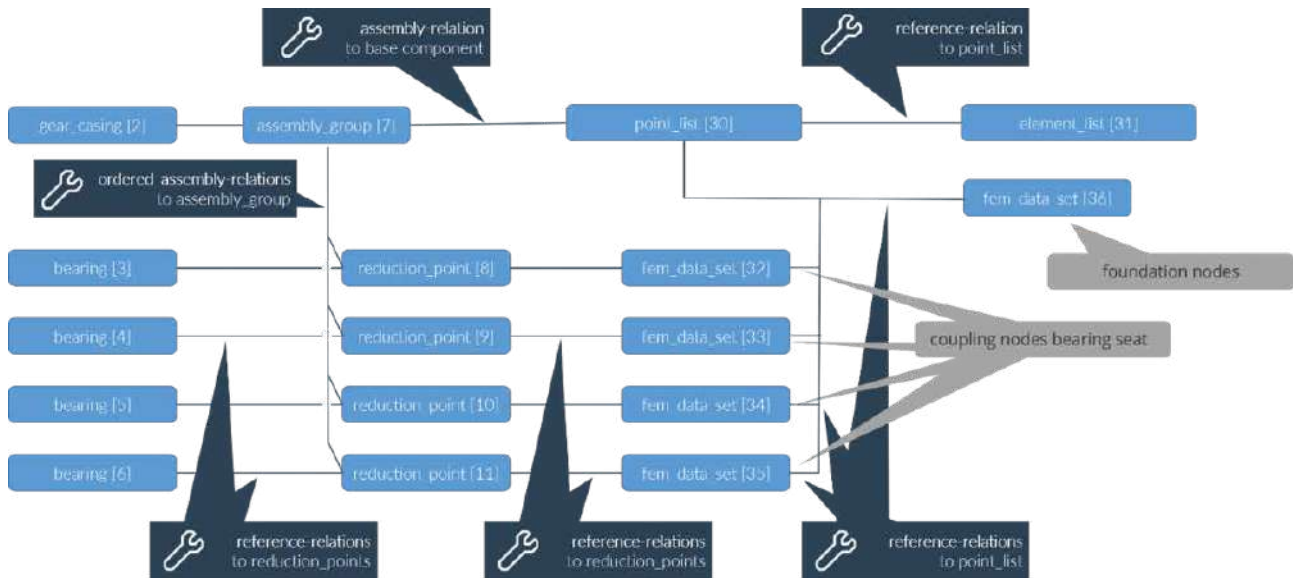 assembly-relation
to base component
reference-relation
to point_list
gear_casing [2]
assembly_group [7]
point_list [30]
element_list [31]
ordered assembly-relations
to assembly_group
fem_data_set [36]
bearing [3]
reduction_point [8]
fem_data_set [32]
foundation nodes
bearing [4]
reduction_point [9]
fem_data_set [33]
coupling nodes bearing seat
bearing [5]
reduction_point [10]
fem_data_set [34]
bearing [6]
reduction_point [11]
fem_data_set [35]
reference-relations
to reduction_points
reference-relations
to reduction_points
reference-relations
to point_list